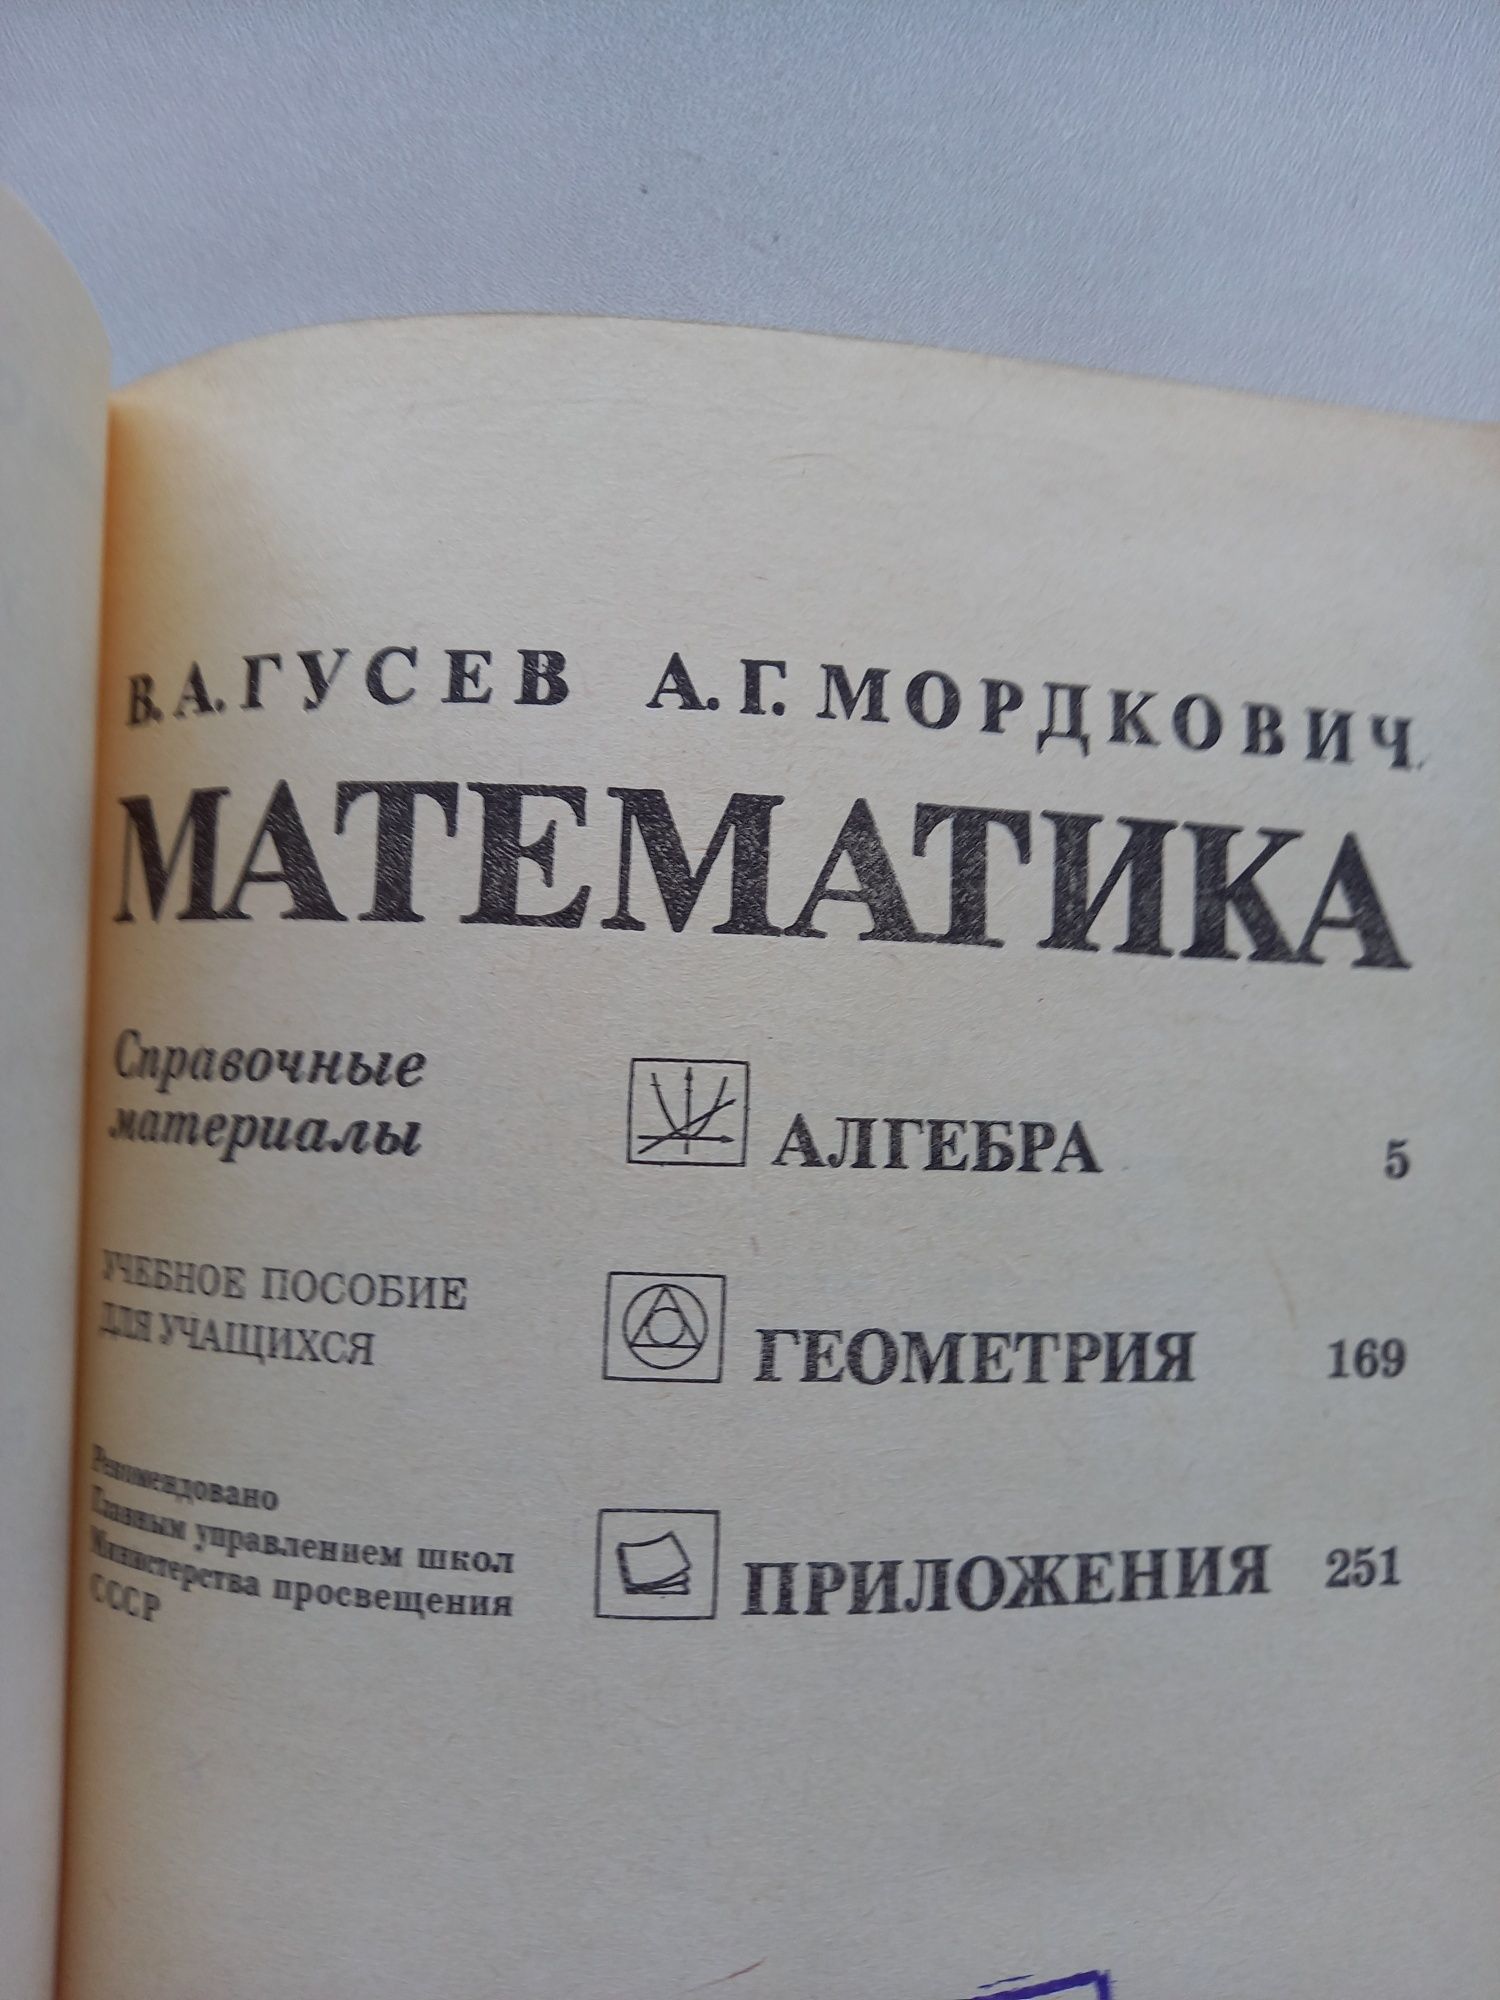 В. А. ГУСЕВ А. Г. МОРДКОВИЧ
МАТЕМАТИКА
Справочные
материалы
УЧЕБНОЕ ПОСОБИЕ
ДЛЯ УЧАЩИХСЯ
Рекомендовано
Главным управлением школ
Министерства просвещения
СССР
АЛГЕБРА 5
ГЕОМЕТРИЯ 169
ПРИЛОЖЕНИЯ 251